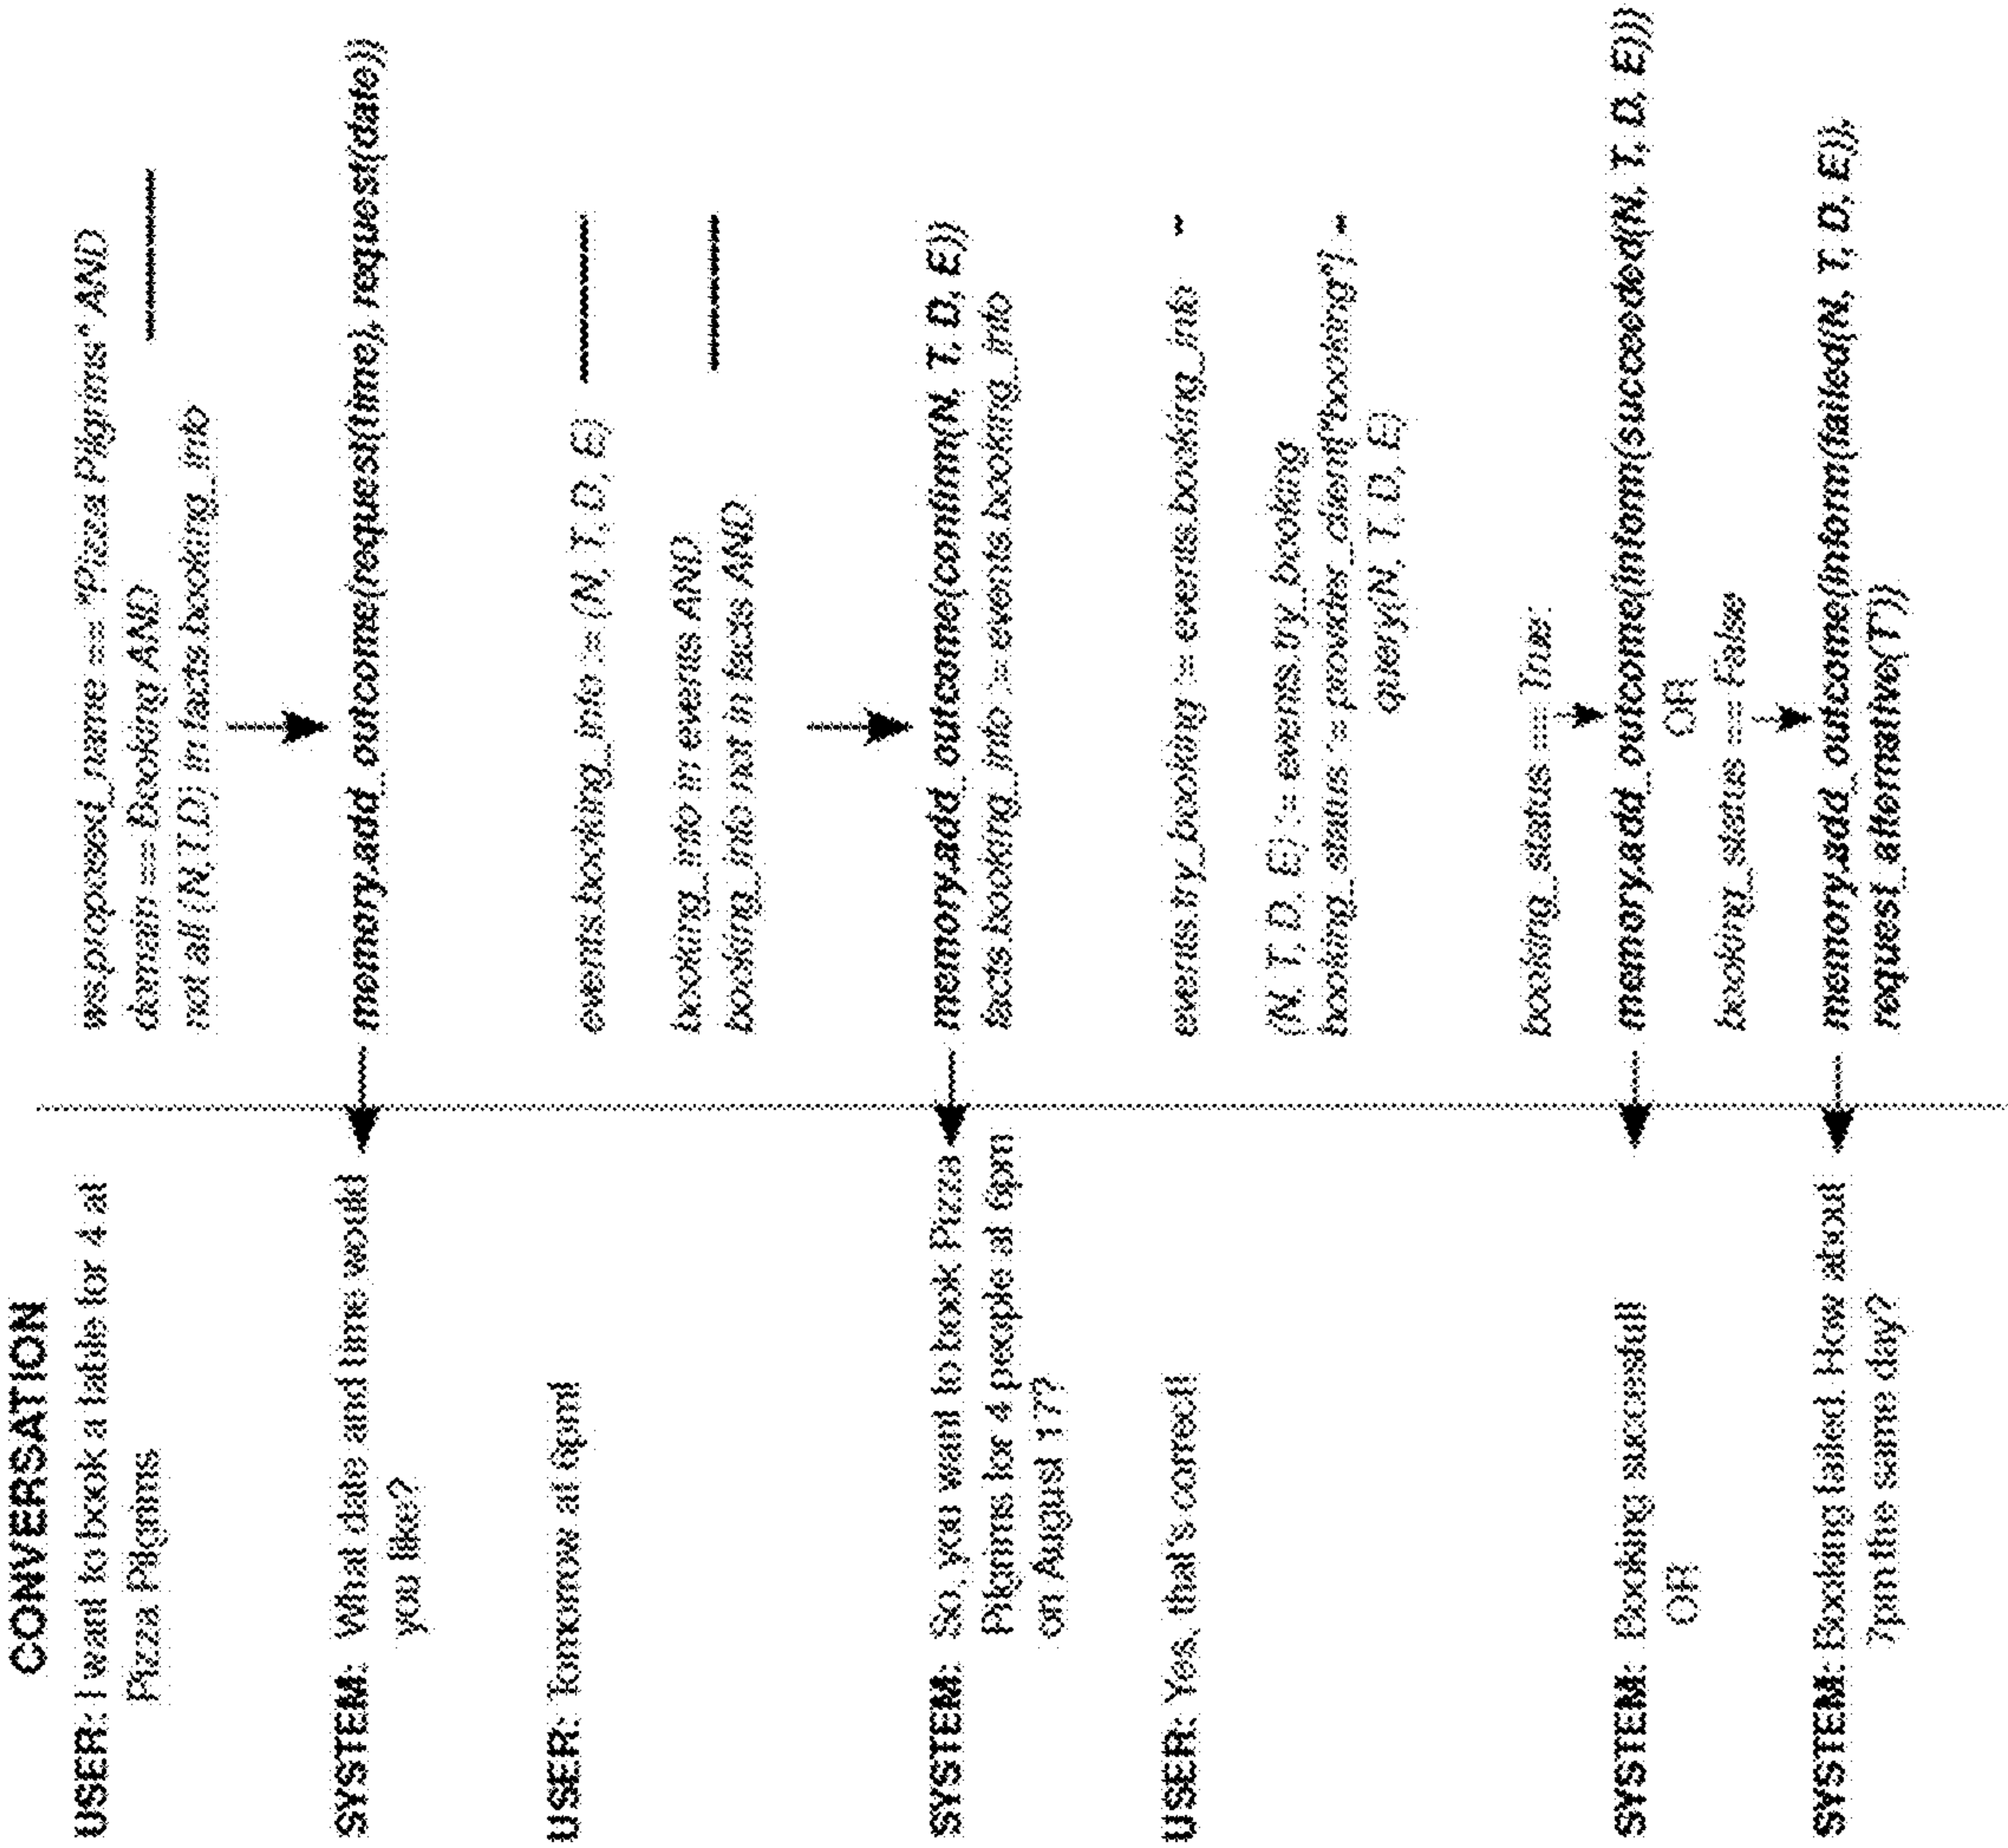 CONVERSATION
USER: I want to book a table for 4 at
Pizza Pilgrims
SYSTEM: What date and time would
you like?
USER: Tomorrow at 6pm!
SYSTEM: So, you want to book Pizza
Pilgrims for 4 people at 6pm
on August 17?
USER: Yes, that's correct!
SYSTEM: Booking succesful!
OR
SYSTEM: Booking failed. How about
7pm the same day?
ws.proposed_name == "Pizza Pilgrims" AND
domain == Booking AND
not all (N,T,D) in facts.booking_info
memory.add_outcome(request(time), request(date))
events.booking_info := (N, T, D, E)
booking_info in events AND
booking_info not in faces AND
memory.add_outcome(confirm(N, T, D, E))
facts.booking_info := events.booking_info
events.try_booking := events.booking_info
(N, T, D, E) := events.try_booking
booking_status := provider_client["booking"].
query(N, T, D, E)
booking_status == True
memory.add_outcome(inform(succeeded(N, T, D, E)))
OR
booking_status == False
memory.add_outcome(inform(failed(N, T, D, E)),
request_alternative(T))